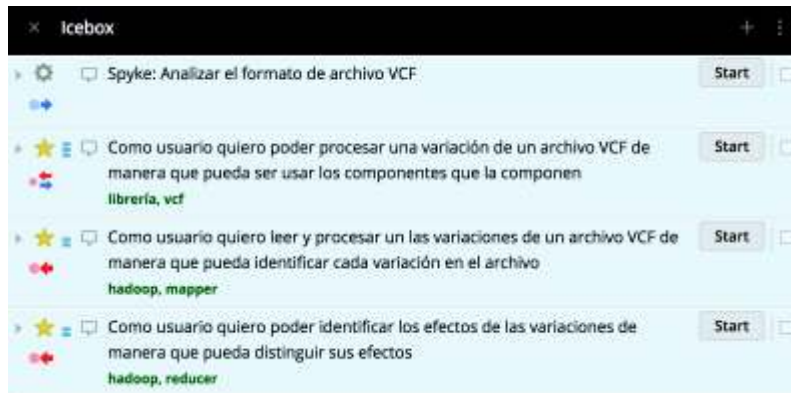 Icebox
Spyke: Analizar el formato de archivo VCF
Start
Como usuario quiero poder procesar una variación de un archivo VCF de
manera que pueda ser usar los componentes que la componen
librería, vcf
Start
Como usuario quiero leer y procesar un las variaciones de un archivo VCF de
manera que pueda identificar cada variación en el archivo
hadoop, mapper
Start
Como usuario quiero poder identificar los efectos de las variaciones de
manera que pueda distinguir sus efectos
hadoop, reducer
Start